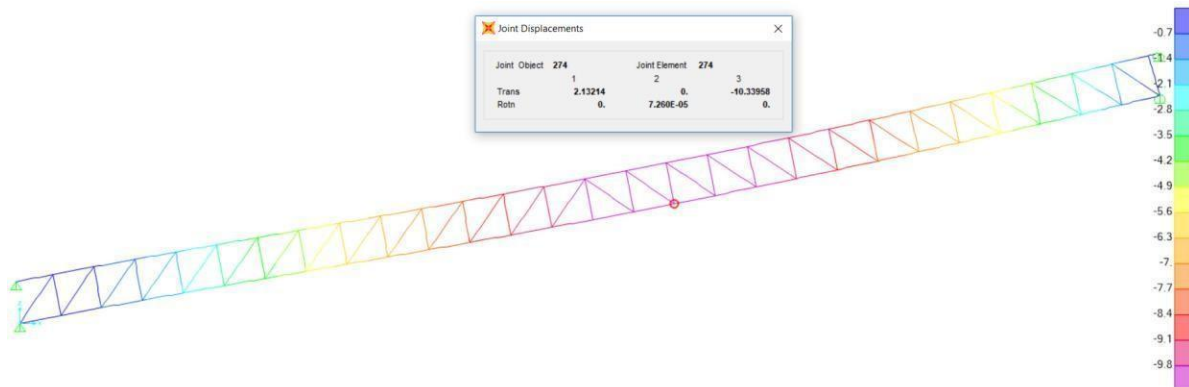 Joint Displacements
Joint Object 274 Joint Element 274
1 2 3
Trans 2.13214 0. -10.33958
Rotn 0. 7.260E-05 0.
-0.7
-1.4
-2.1
-2.8
-3.5
-4.2
-4.9
-5.6
-6.3
-7.
-7.7
-8.4
-9.1
-9.8